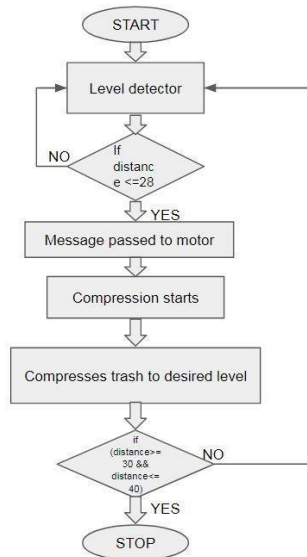 START
Level detector
NO
If
distanc
e <=28
YES
Message passed to motor
Compression starts
Compresses trash to desired level
if
(distance>=
30 &&
distance<=
40)
NO
YES
STOP